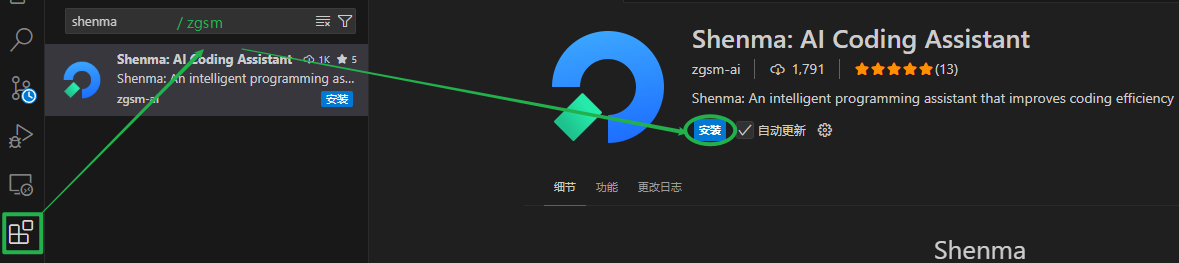 shenma / zgsm
Shenma: AI Coding Assistant 1K 5
Shenma: An intelligent programming as...
zgsm-ai 安装
Shenma: AI Coding Assistant
zgsm-ai 1,791 (13)
Shenma: An intelligent programming assistant that improves coding efficiency
安装 自动更新
细节 功能 更改日志
Shenma